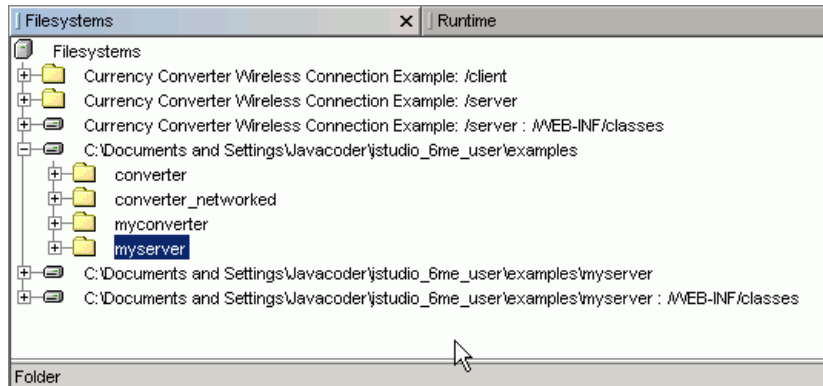 Filesystems
Runtime
Filesystems
Currency Converter Wireless Connection Example: /client
Currency Converter Wireless Connection Example: /server
Currency Converter Wireless Connection Example: /server : /WEB-INF/classes
C:\Documents and Settings\Javacoder\jstudio_6me_user\examples
converter
converter_networked
myconverter
myserver
C:\Documents and Settings\Javacoder\jstudio_6me_user\examples\myserver
C:\Documents and Settings\Javacoder\jstudio_6me_user\examples\myserver : /WEB-INF/classes
Folder